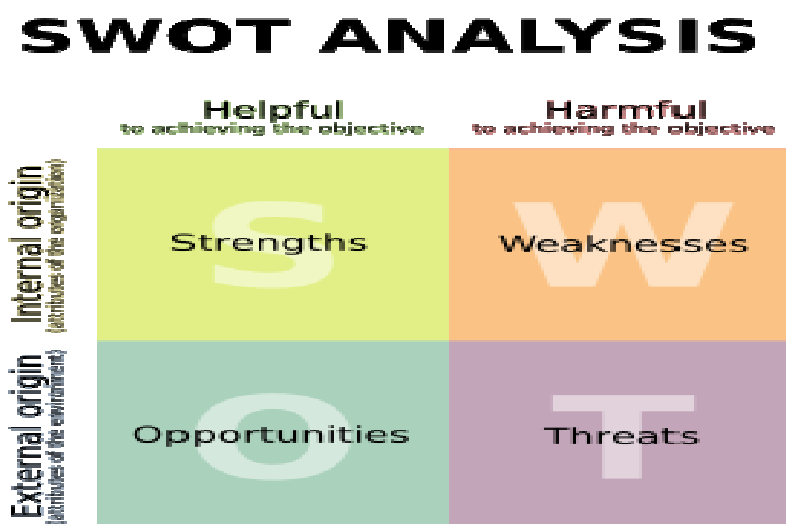 SWOT ANALYSIS
Helpful
to achieving the objective
Harmful
to achieving the objective
Internal origin
(attributes of the organization)
S
Strengths
W
Weaknesses
External origin
(attributes of the environment)
O
Opportunities
T
Threats